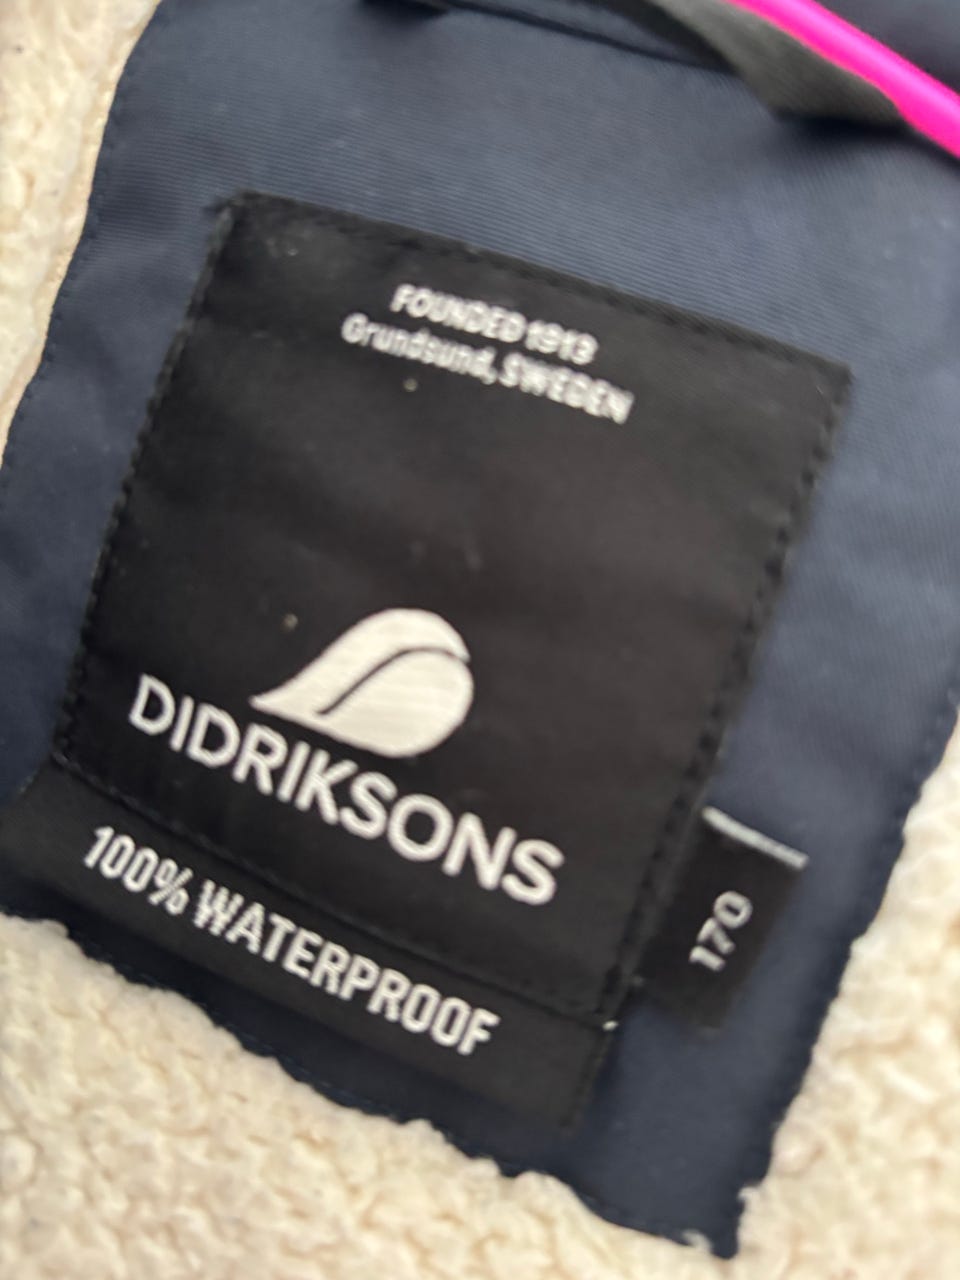 FOUNDED 1913
Grundsund, SWEDEN
DIDRIKSONS
100% WATERPROOF
170